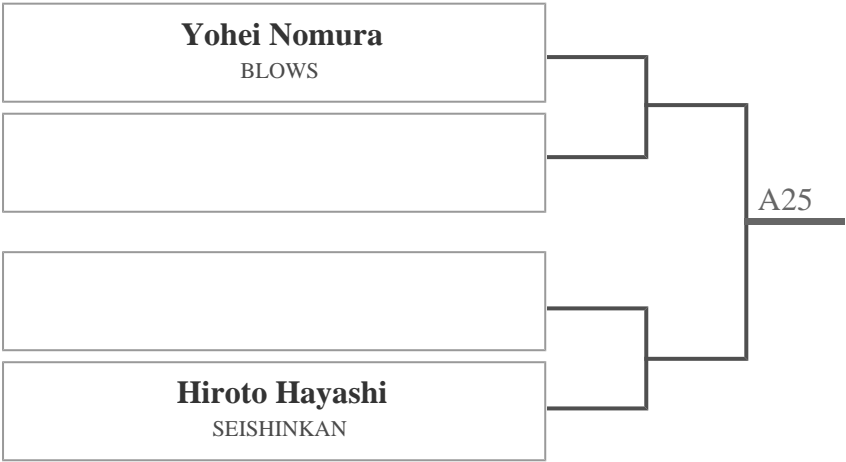 Yohei Nomura
BLOWS
A25
Hiroto Hayashi
SEISHINKAN